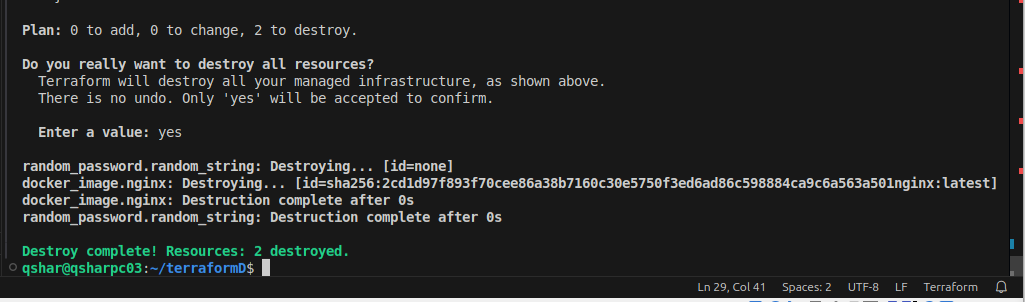 Plan: 0 to add, 0 to change, 2 to destroy.
Do you really want to destroy all resources?
Terraform will destroy all your managed infrastructure, as shown above.
There is no undo. Only 'yes' will be accepted to confirm.
Enter a value: yes
random_password.random_string: Destroying... [id=none]
docker_image.nginx: Destroying... [id=sha256:2cd1d97f893f70cee86a38b7160c30e5750f3ed6ad86c598884ca9c6a563a501nginx:latest]
docker_image.nginx: Destruction complete after 0s
random_password.random_string: Destruction complete after 0s
Destroy complete! Resources: 2 destroyed.
qshar@qsharpc03:~/terraformD$
Ln 29, Col 41 Spaces: 2 UTF-8 LF Terraform